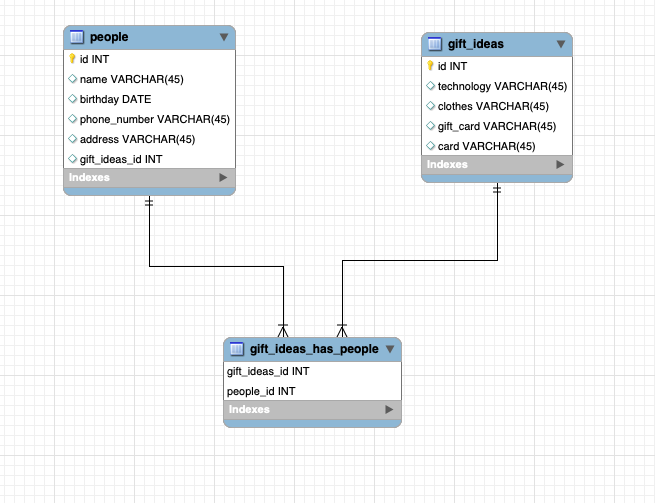 people
id INT
name VARCHAR(45)
birthday DATE
phone_number VARCHAR(45)
address VARCHAR(45)
gift_ideas_id INT
Indexes
gift_ideas
id INT
technology VARCHAR(45)
clothes VARCHAR(45)
gift_card VARCHAR(45)
card VARCHAR(45)
Indexes
gift_ideas_has_people
gift_ideas_id INT
people_id INT
Indexes